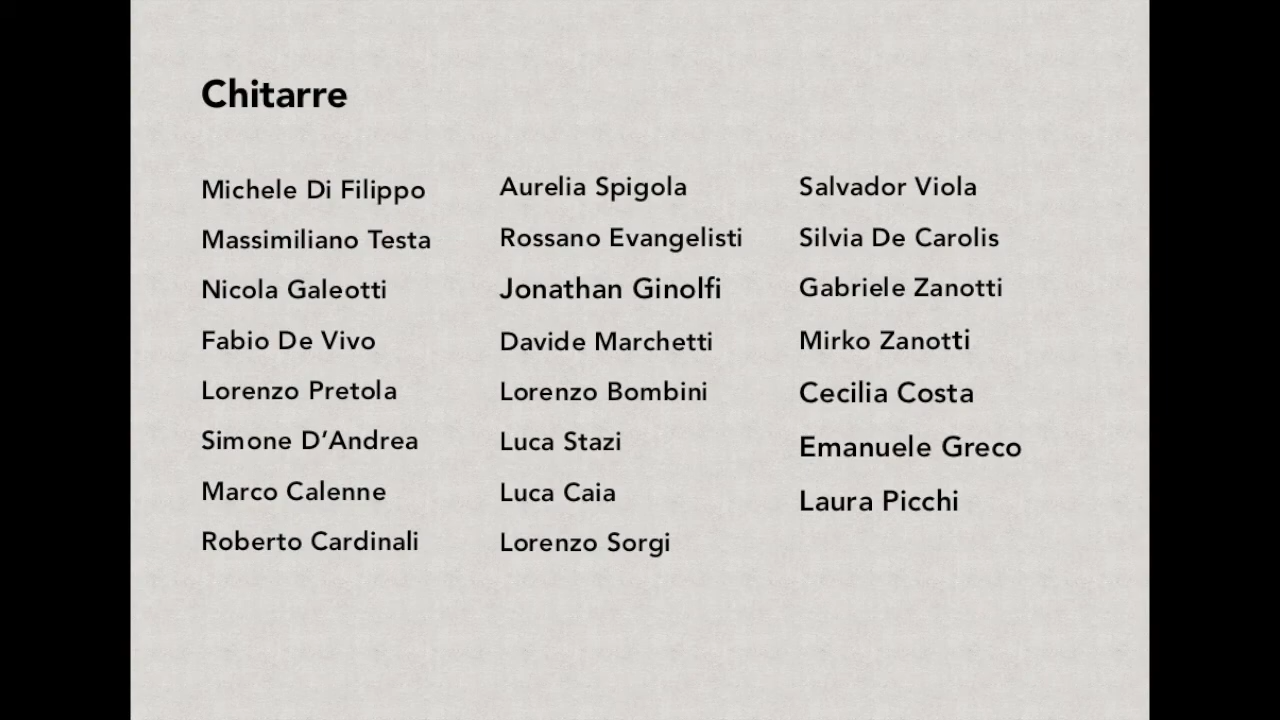 Chitarre
Michele Di Filippo
Massimiliano Testa
Nicola Galeotti
Fabio De Vivo
Lorenzo Pretola
Simone D’Andrea
Marco Calenne
Roberto Cardinali
Aurelia Spigola
Rossano Evangelisti
Jonathan Ginolfi
Davide Marchetti
Lorenzo Bombini
Luca Stazi
Luca Caia
Lorenzo Sorgi
Salvador Viola
Silvia De Carolis
Gabriele Zanotti
Mirko Zanotti
Cecilia Costa
Emanuele Greco
Laura Picchi